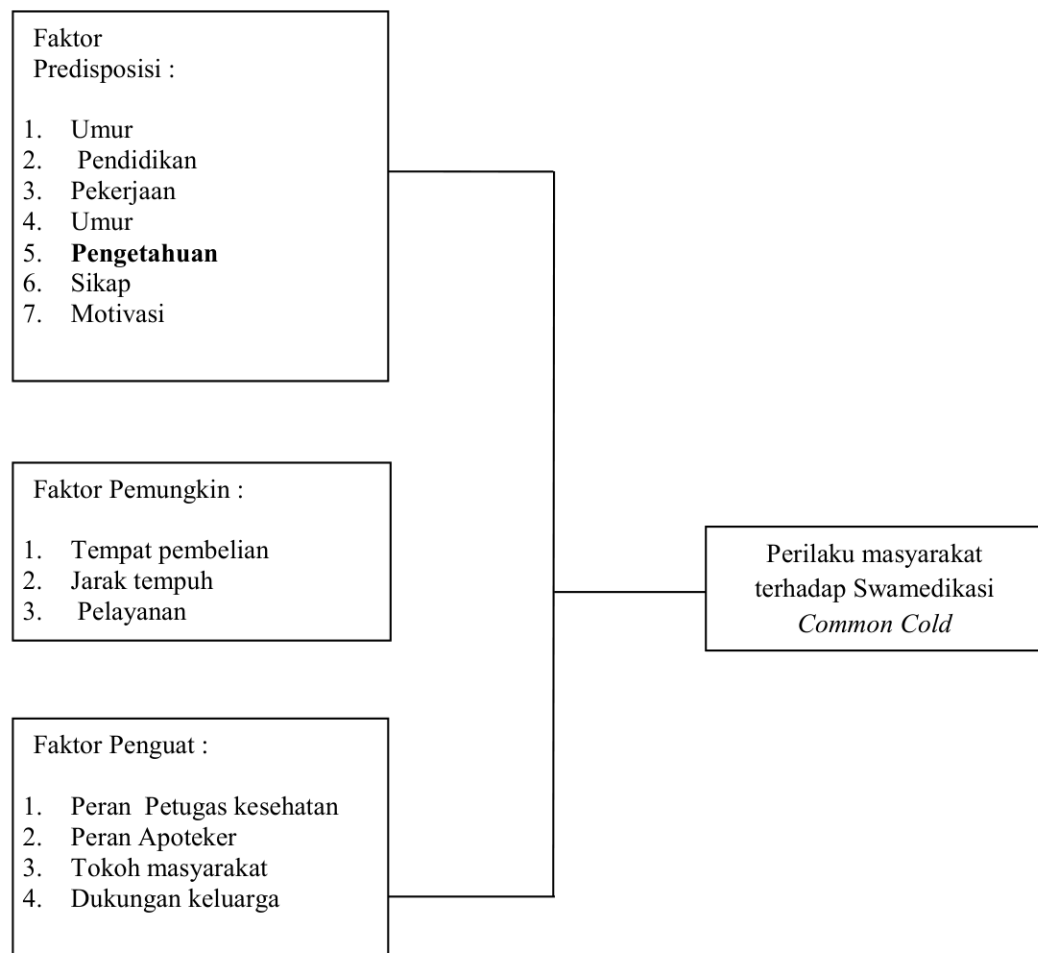 Faktor
Predisposisi :
1. Umur
2. Pendidikan
3. Pekerjaan
4. Umur
5. Pengetahuan
6. Sikap
7. Motivasi
Faktor Pemungkin :
1. Tempat pembelian
2. Jarak tempuh
3. Pelayanan
Perilaku masyarakat
terhadap Swamedikasi
Common Cold
Faktor Penguat :
1. Peran Petugas kesehatan
2. Peran Apoteker
3. Tokoh masyarakat
4. Dukungan keluarga